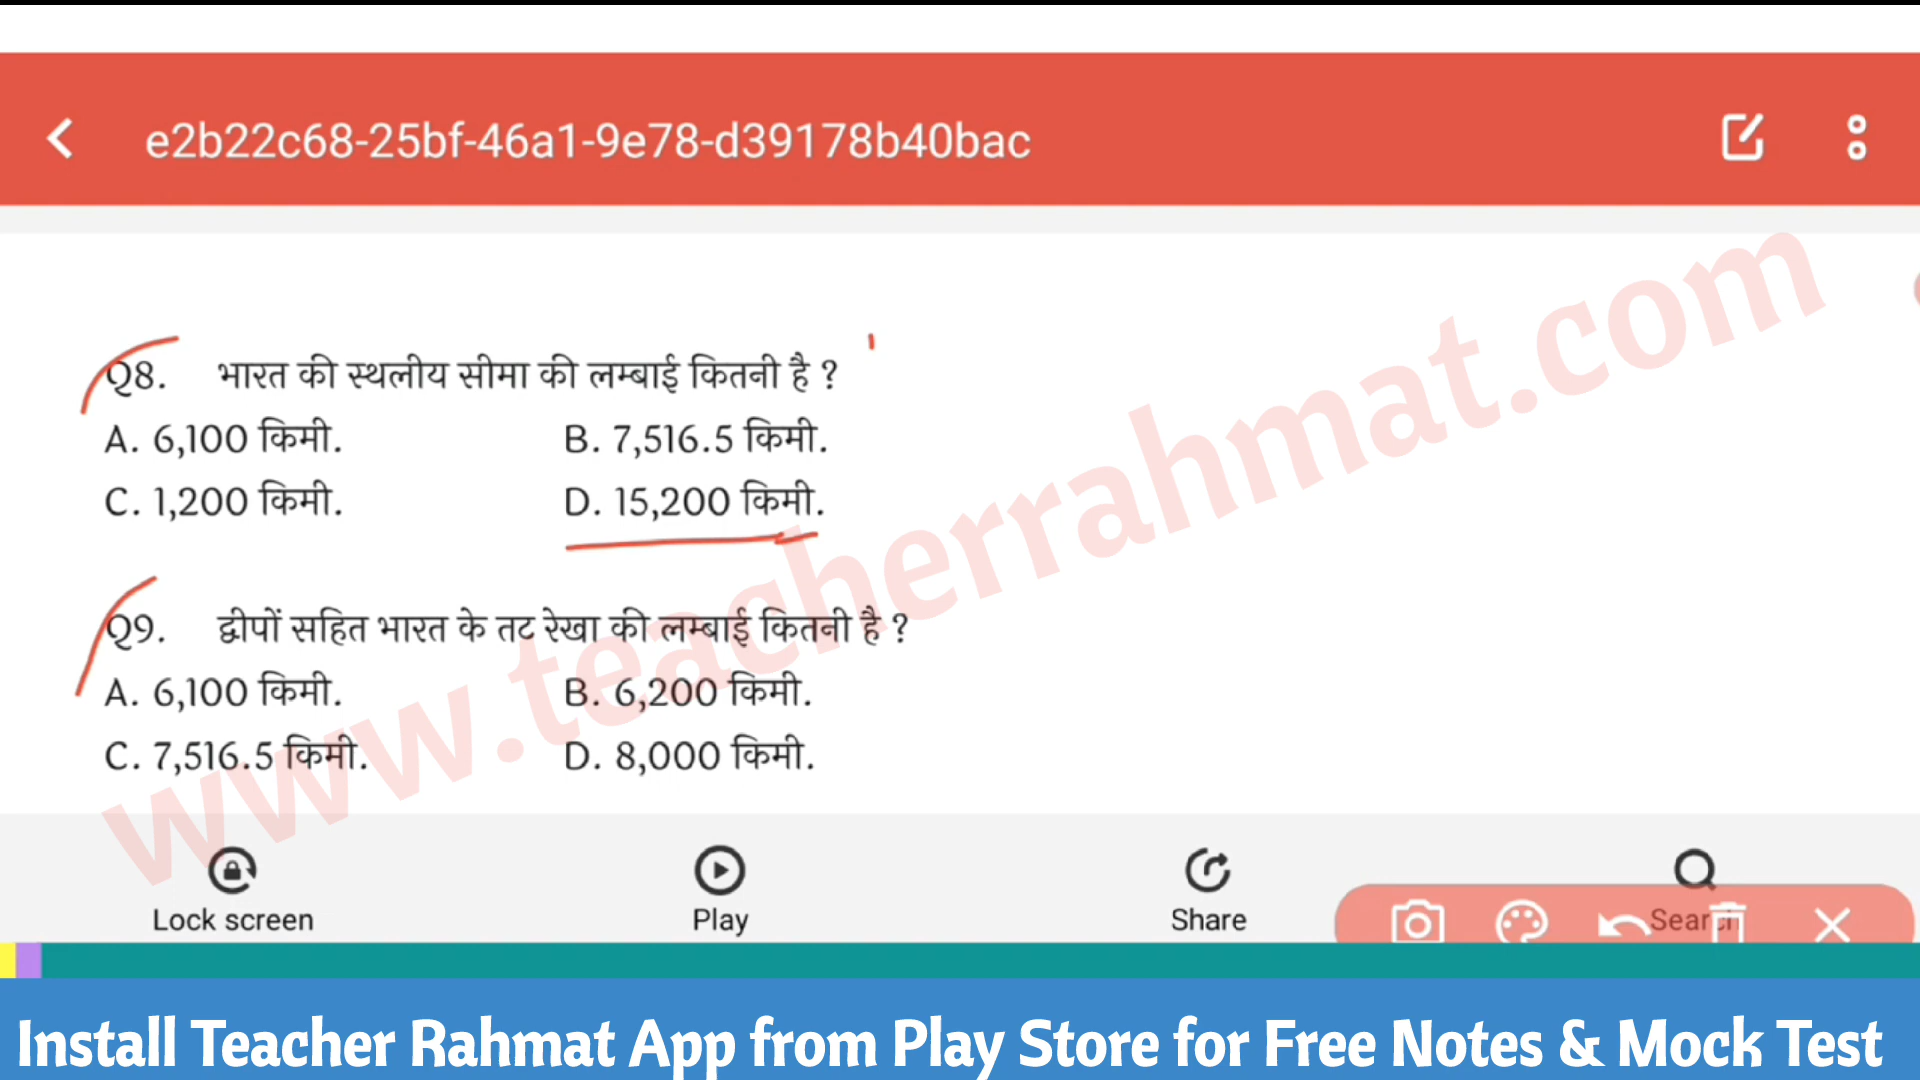 e2b22c68-25bf-46a1-9e78-d39178b40bac
Q8. भारत की स्थलीय सीमा की लम्बाई कितनी है ?
A. 6,100 किमी. B. 7,516.5 किमी.
C. 1,200 किमी. D. 15,200 किमी.
Q9. द्वीपों सहित भारत के तट रेखा की लम्बाई कितनी है ?
A. 6,100 किमी. B. 6,200 किमी.
C. 7,516.5 किमी. D. 8,000 किमी.
www.teacherrahmat.com
Lock screen Play Share Search
Install Teacher Rahmat App from Play Store for Free Notes & Mock Test